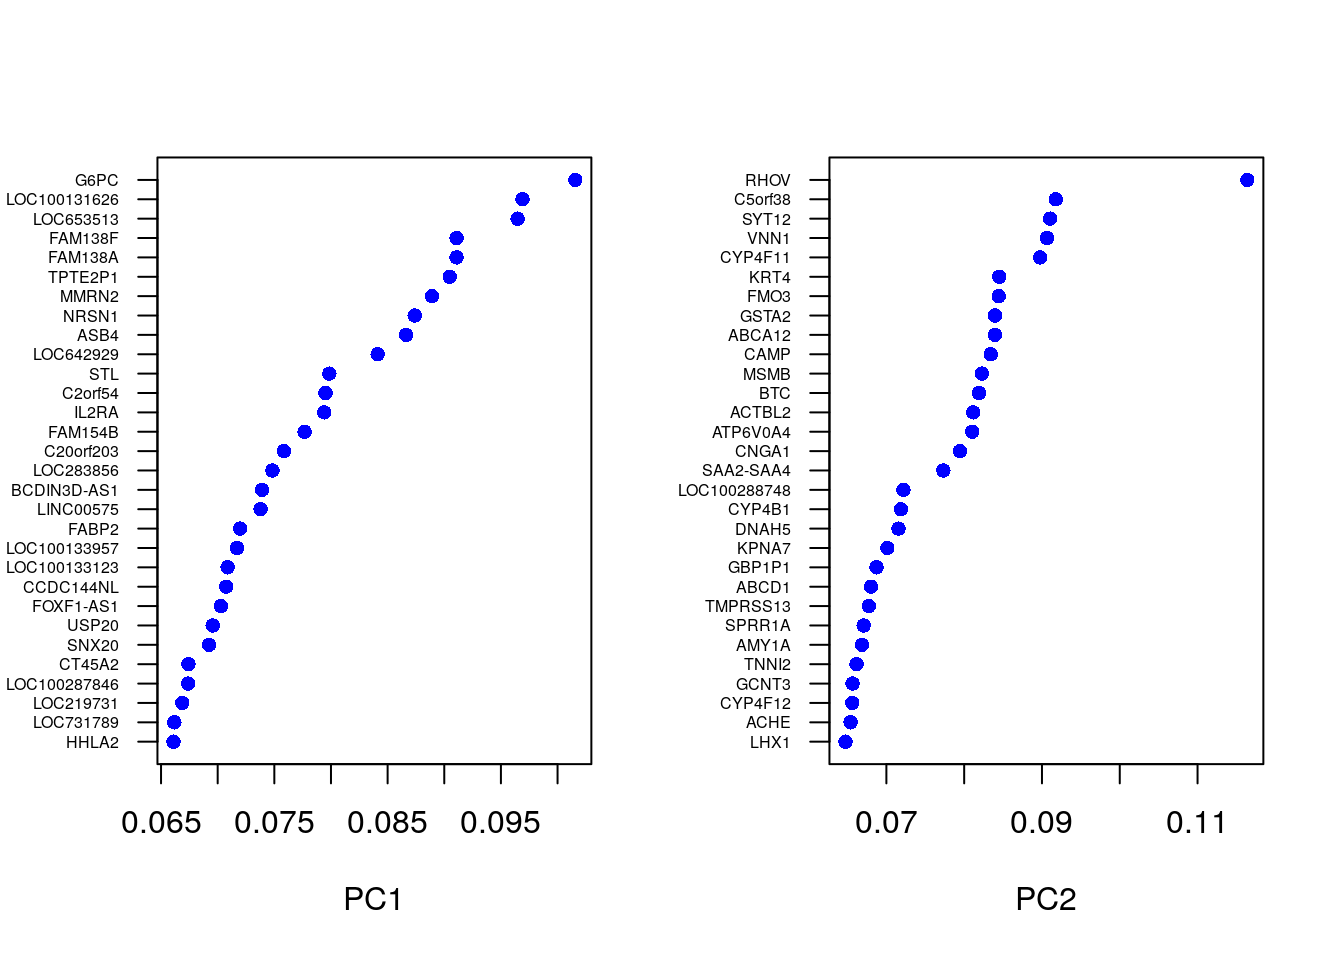 G6PC
LOC100131626
LOC653513
FAM138F
FAM138A
TPTE2P1
MMRN2
NRSN1
ASB4
LOC642929
STL
C2orf54
IL2RA
FAM154B
C20orf203
LOC283856
BCDIN3D-AS1
LINC00575
FABP2
LOC100133957
LOC100133123
CCDC144NL
FOXF1-AS1
USP20
SNX20
CT45A2
LOC100287846
LOC219731
LOC731789
HHLA2
0.065 0.075 0.085 0.095
PC1
RHOV
C5orf38
SYT12
VNN1
CYP4F11
KRT4
FMO3
GSTA2
ABCA12
CAMP
MSMB
BTC
ACTBL2
ATP6V0A4
CNGA1
SAA2-SAA4
LOC100288748
CYP4B1
DNAH5
KPNA7
GBP1P1
ABCD1
TMPRSS13
SPRR1A
AMY1A
TNNI2
GCNT3
CYP4F12
ACHE
LHX1
0.07 0.09 0.11
PC2